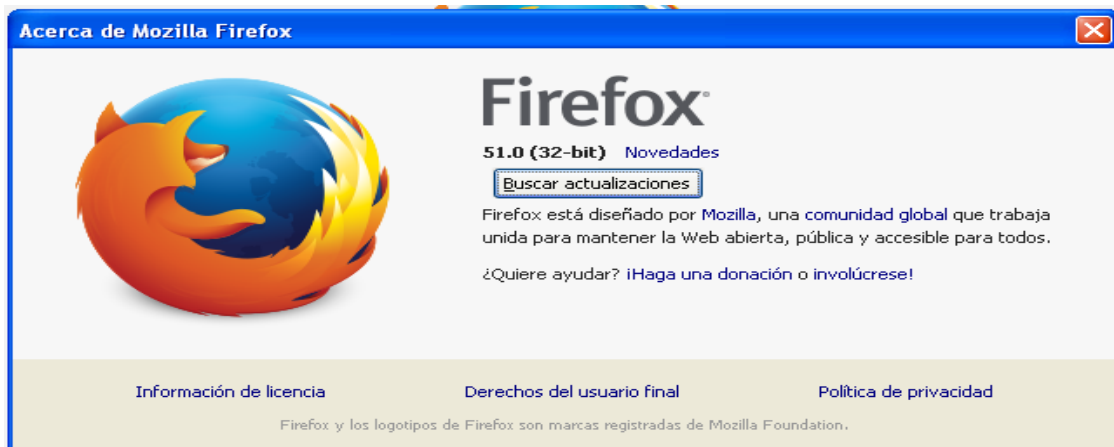 Acerca de Mozilla Firefox
Firefox
51.0 (32-bit) Novedades
Buscar actualizaciones
Firefox está diseñado por Mozilla, una comunidad global que trabaja
unida para mantener la Web abierta, pública y accesible para todos.
¿Quiere ayudar? ¡Haga una donación o involúcrese!
Información de licencia Derechos del usuario final Política de privacidad
Firefox y los logotipos de Firefox son marcas registradas de Mozilla Foundation.